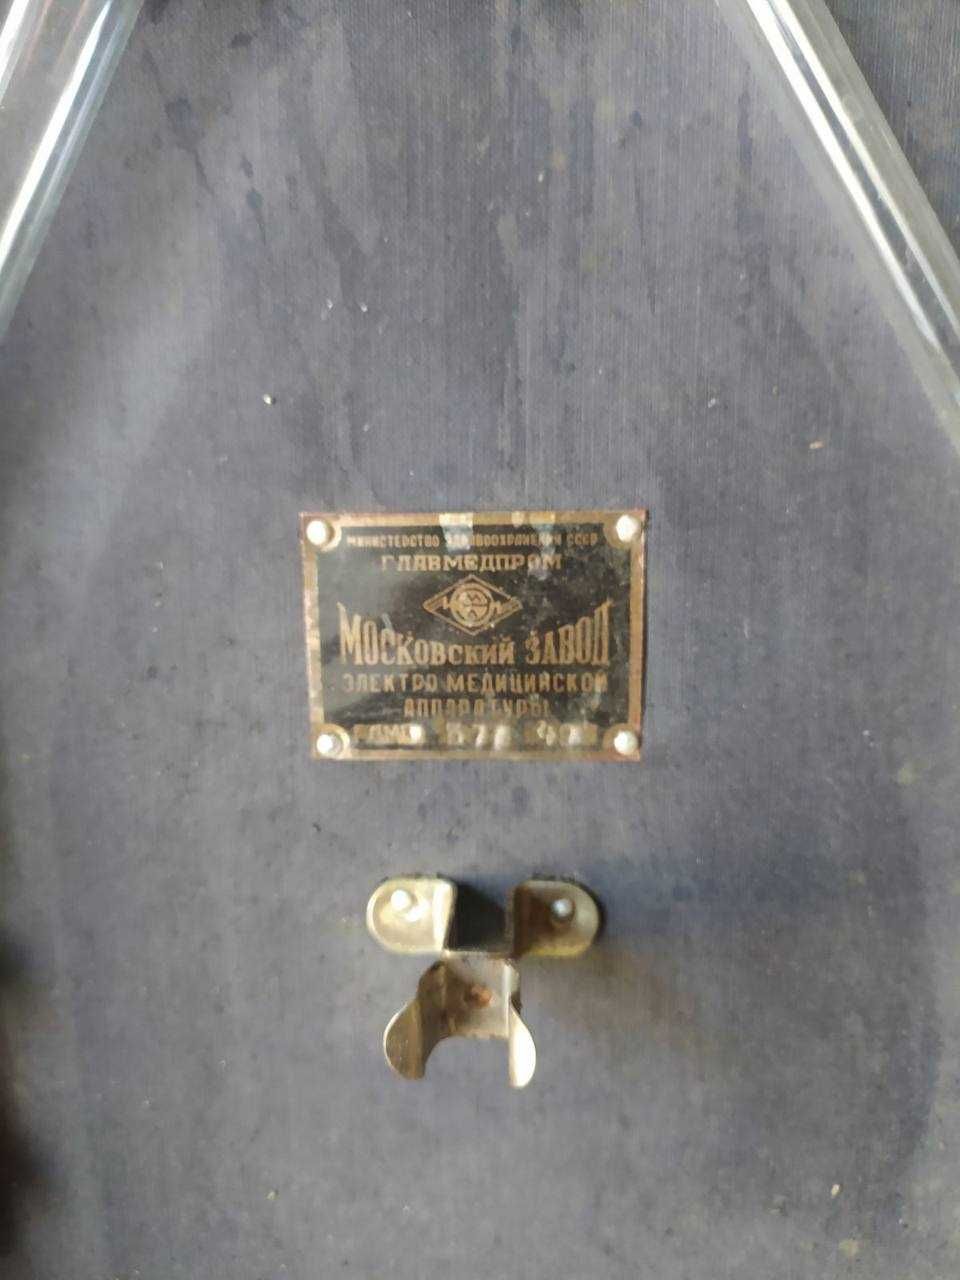 МИНИСТЕРСТВО ЗДРАВООХРАНЕНИЯ СССР
ГЛАВМЕДПРОМ
МОСКОВСКИЙ ЗАВОД
ЭЛЕКТРО МЕДИЦИНСКОЙ
АППАРАТУРЫ